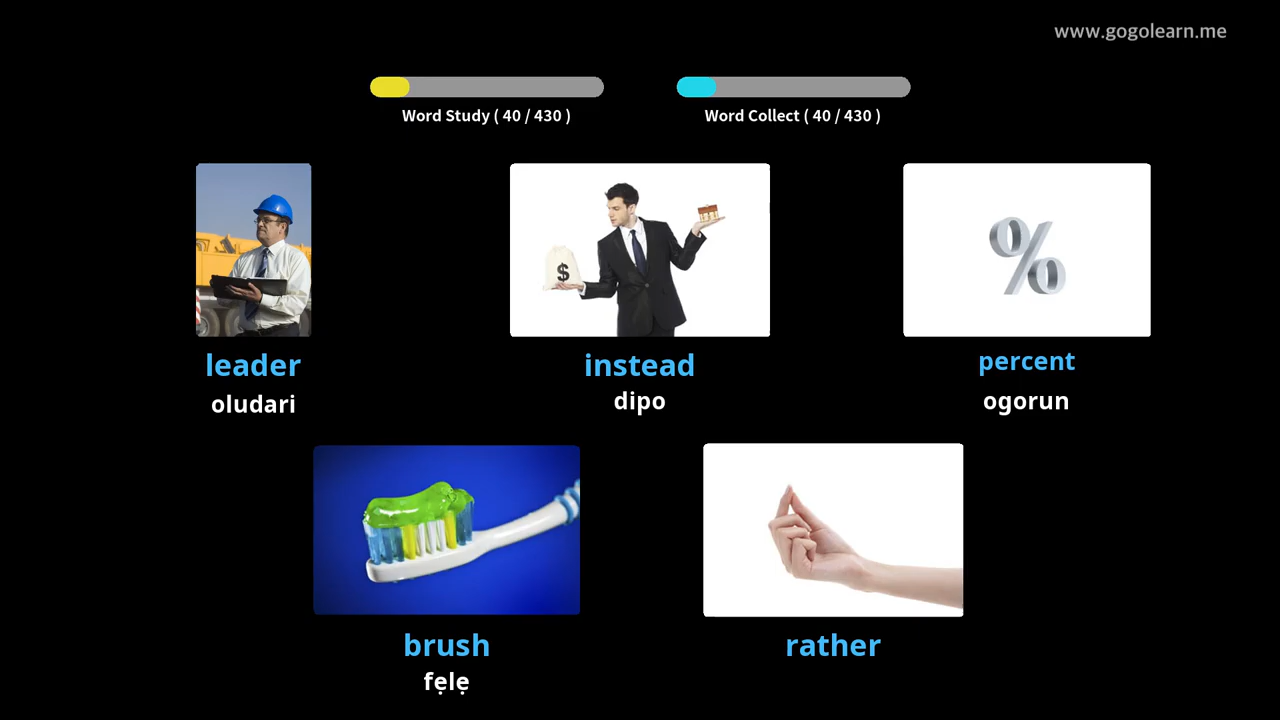 www.gogolearn.me
Word Study ( 40 / 430 )
Word Collect ( 40 / 430 )
$
%
leader
oludari
instead
dipo
percent
ogorun
brush
fẹlẹ
rather